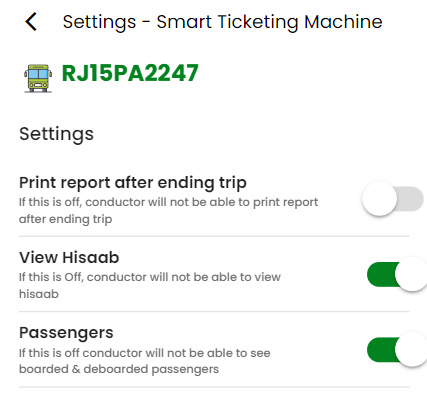 Settings - Smart Ticketing Machine
RJ15PA2247
Settings
Print report after ending trip
If this is off, conductor will not be able to print report
after ending trip
View Hisaab
If this is Off, conductor will not be able to view
hisaab
Passengers
If this is off conductor will not be able to see
boarded & deboarded passengers